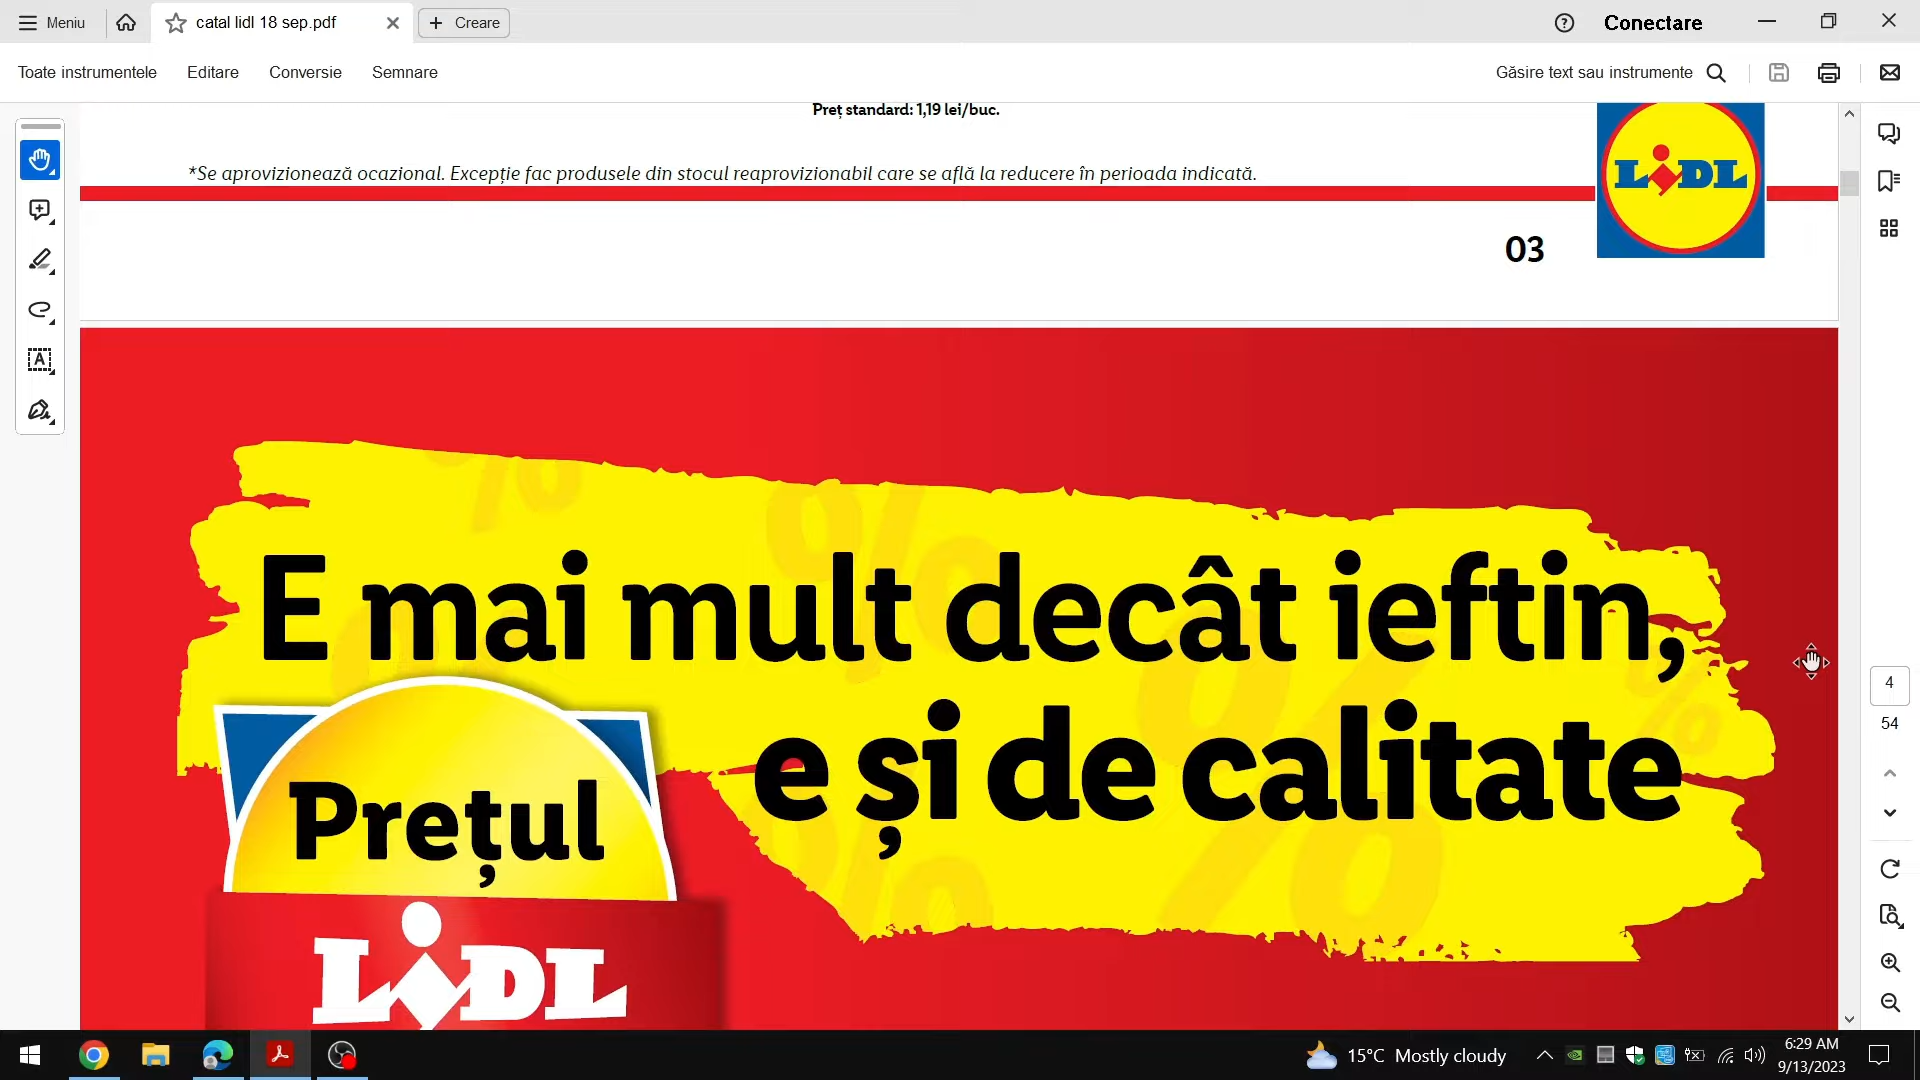 Meniu
catal lidl 18 sep.pdf
Creare
Conectare
Toate instrumentele
Editare
Conversie
Semnare
Găsire text sau instrumente
Preț standard: 1,19 lei/buc.
*Se aprovizionează ocazional. Excepție fac produsele din stocul reaprovizionabil care se află la reducere în perioada indicată.
LIDL
03
E mai mult decât ieftin,
e și de calitate
Prețul
LIDL
4
54
15°C Mostly cloudy
6:29 AM
9/13/2023